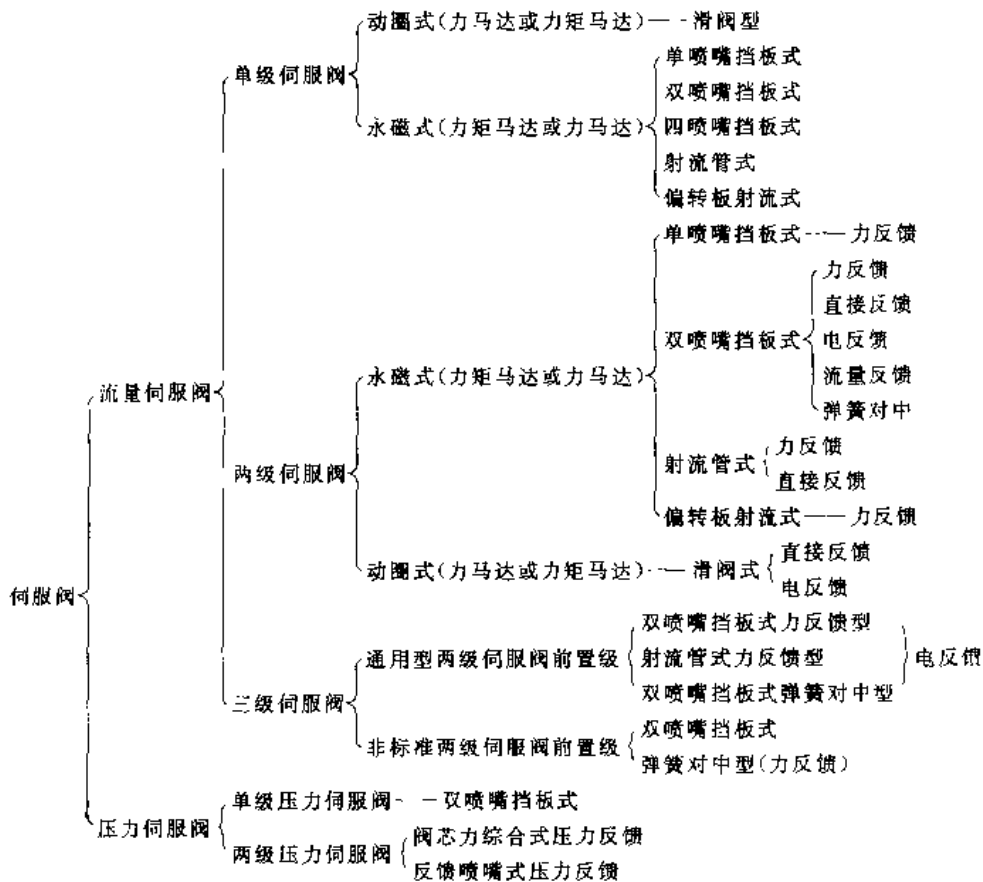 动圈式(力马达或力矩马达)——滑阀型
单级伺服阀
单喷嘴挡板式
双喷嘴挡板式
永磁式(力矩马达或力马达)
四喷嘴挡板式
射流管式
偏转板射流式
单喷嘴挡板式——力反馈
力反馈
直接反馈
双喷嘴挡板式
电反馈
流量反馈
弹簧对中
永磁式(力矩马达或力马达)
流量伺服阀
射流管式
力反馈
直接反馈
两级伺服阀
偏转板射流式——力反馈
动圈式(力马达或力矩马达)——滑阀式
直接反馈
电反馈
伺服阀
双喷嘴挡板式力反馈型
通用型两级伺服阀前置级
射流管式力反馈型
电反馈
双喷嘴挡板式弹簧对中型
三级伺服阀
双喷嘴挡板式
非标准两级伺服阀前置级
弹簧对中型(力反馈)
单级压力伺服阀——双喷嘴挡板式
压力伺服阀
两级压力伺服阀
阀芯力综合式压力反馈
反馈喷嘴式压力反馈